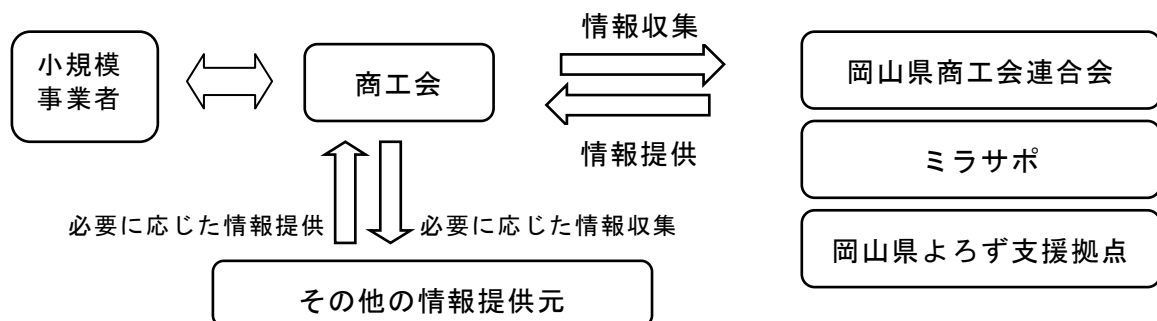 小規模
事業者
商工会
情報収集
情報提供
岡山県商工会連合会
ミラサポ
岡山県よろず支援拠点
必要に応じた情報提供
必要に応じた情報収集
その他の情報提供元